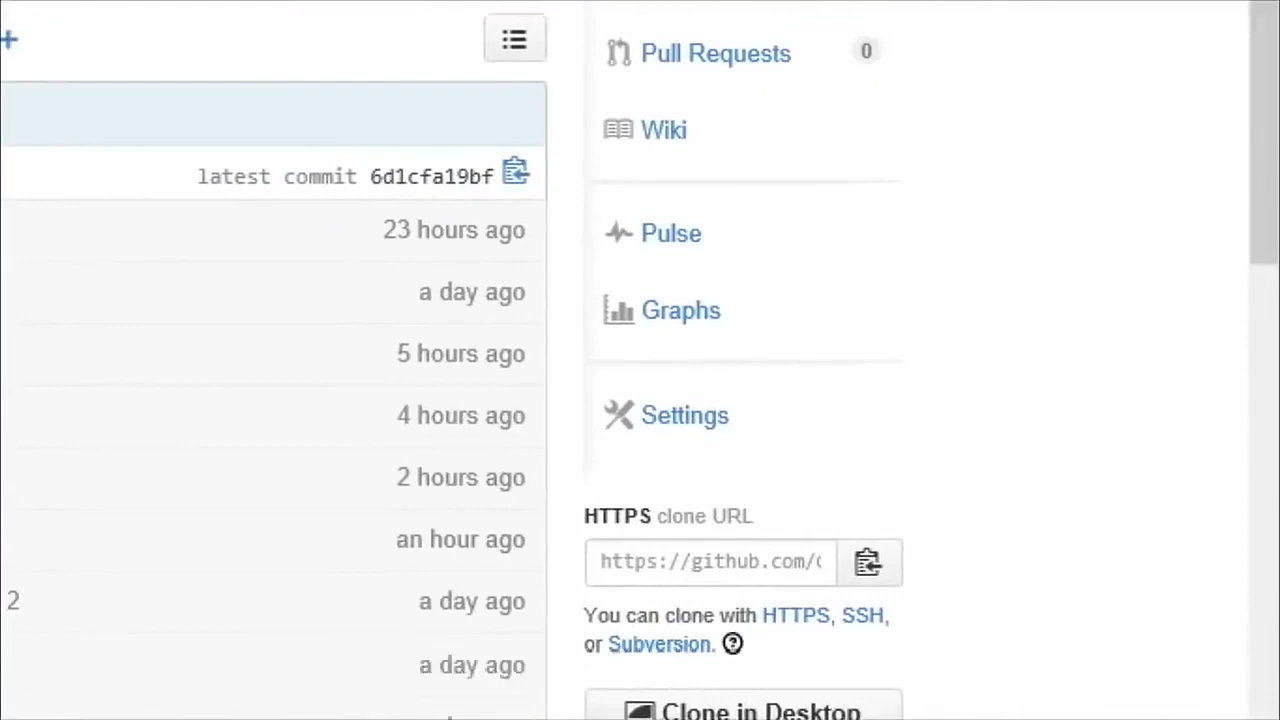 +
Pull Requests 0
Wiki
latest commit 6d1cfa19bf
23 hours ago
Pulse
a day ago
Graphs
5 hours ago
4 hours ago
Settings
2 hours ago
HTTPS clone URL
an hour ago
https://github.com/
2
a day ago
You can clone with HTTPS, SSH,
or Subversion.
a day ago
Clone in Desktop